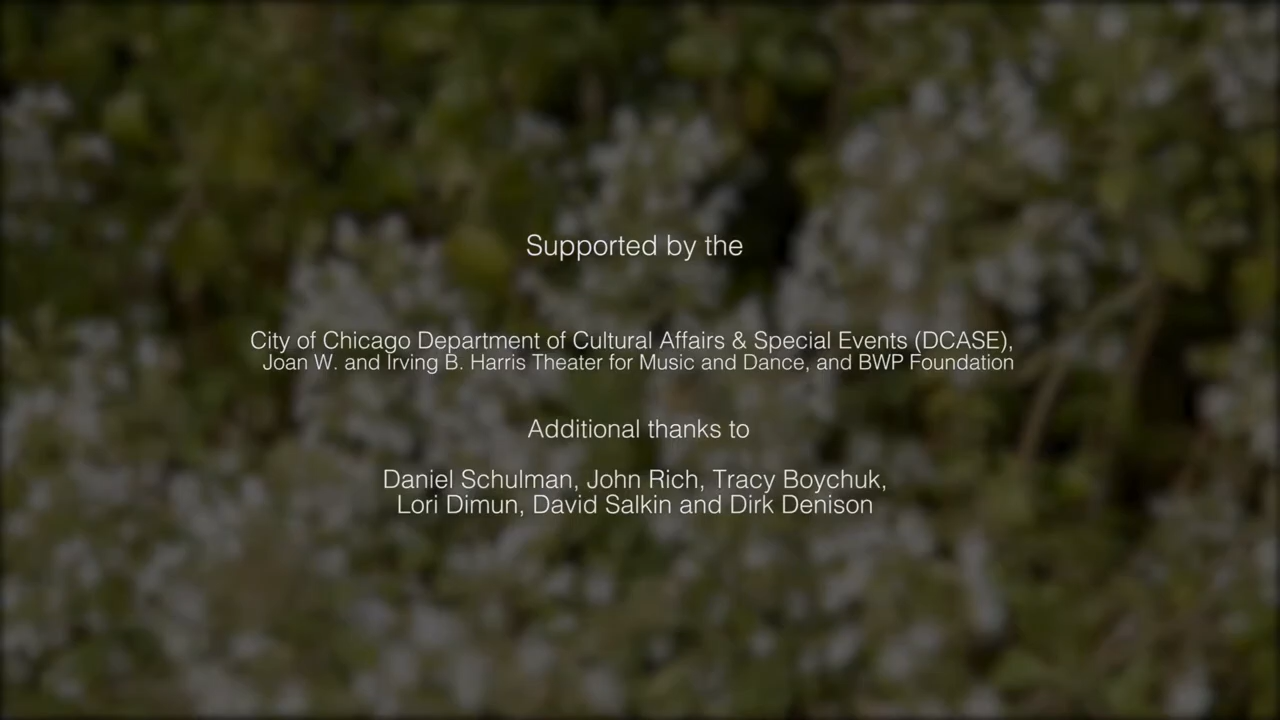 Supported by the
City of Chicago Department of Cultural Affairs & Special Events (DCASE),
Joan W. and Irving B. Harris Theater for Music and Dance, and BWP Foundation
Additional thanks to
Daniel Schulman, John Rich, Tracy Boychuk,
Lori Dimun, David Salkin and Dirk Denison